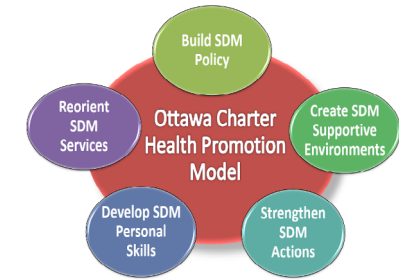 Build SDM
Policy
Reorient
SDM
Services
Ottawa Charter
Health Promotion
Model
Create SDM
Supportive
Environments
Develop SDM
Personal
Skills
Strengthen
SDM
Actions